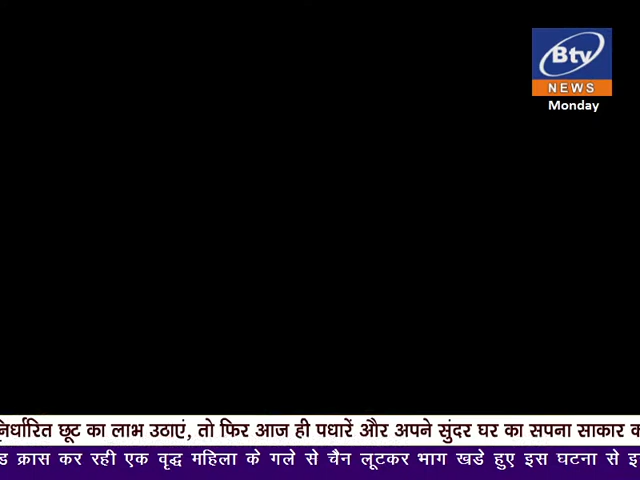 Btv
NEWS
Monday
निर्धारित छूट का लाभ उठाएं, तो फिर आज ही पधारें और अपने सुंदर घर का सपना साकार
क्रास कर रही एक वृद्ध महिला के गले से चैन लूटकर भाग खडे हुए इस घटना से